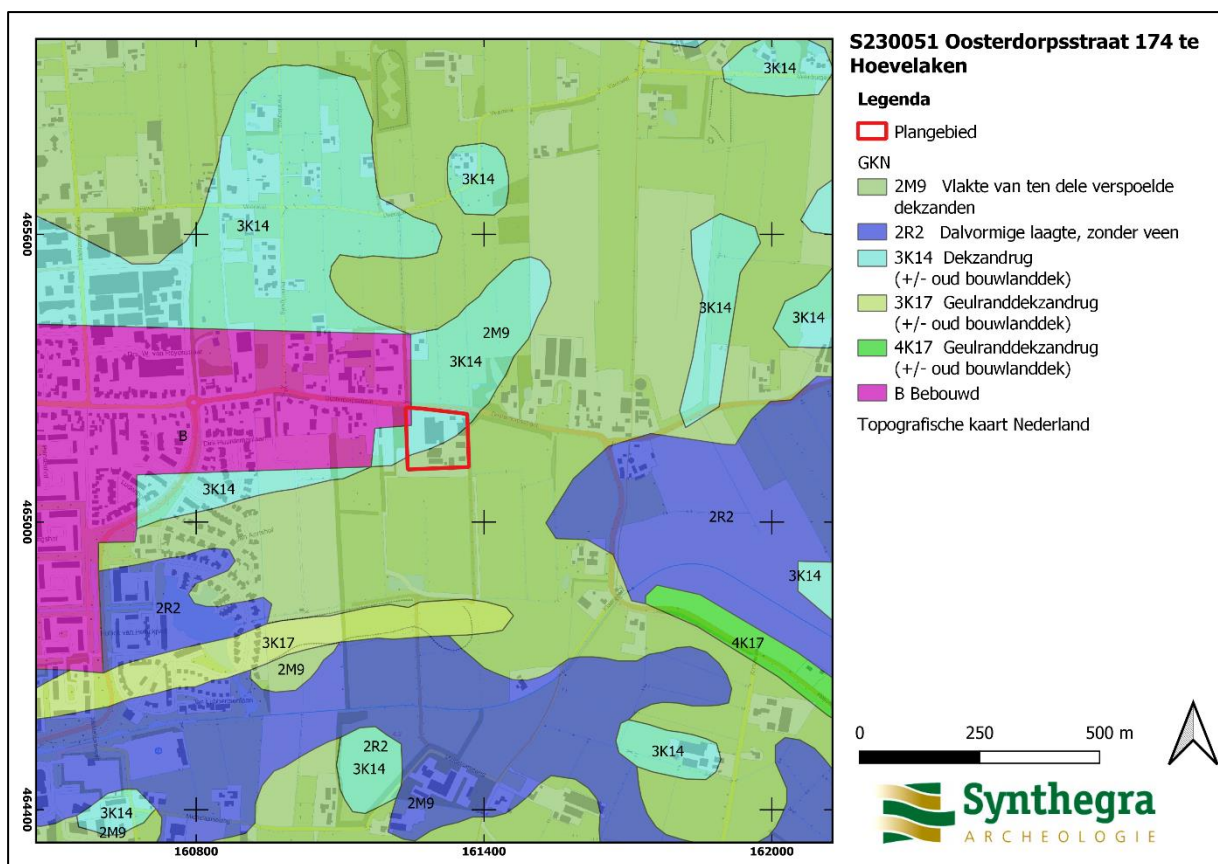 S230051 Oosterdorpsstraat 174 te
Hoevelaken
Legenda
Plangebied
GKN
2M9 Vlakte van ten dele verspoelde
dekzanden
2R2 Dalvormige laagte, zonder veen
3K14 Dekzandrug
(+/- oud bouwlanddek)
3K17 Geulranddekzandrug
(+/- oud bouwlanddek)
4K17 Geulranddekzandrug
(+/- oud bouwlanddek)
B Bebouwd
Topografische kaart Nederland
0 250 500 m
Synthegra
ARCHEOLOGIE
3K14
3K14
3K14
3K14
3K14
2M9
3K14
B
3K14
2R2
3K14
2R2
3K17
2M9
4K17
2R2
3K14
3K14
2M9
3K14
2M9
465600
465000
464400
160800
161400
162000